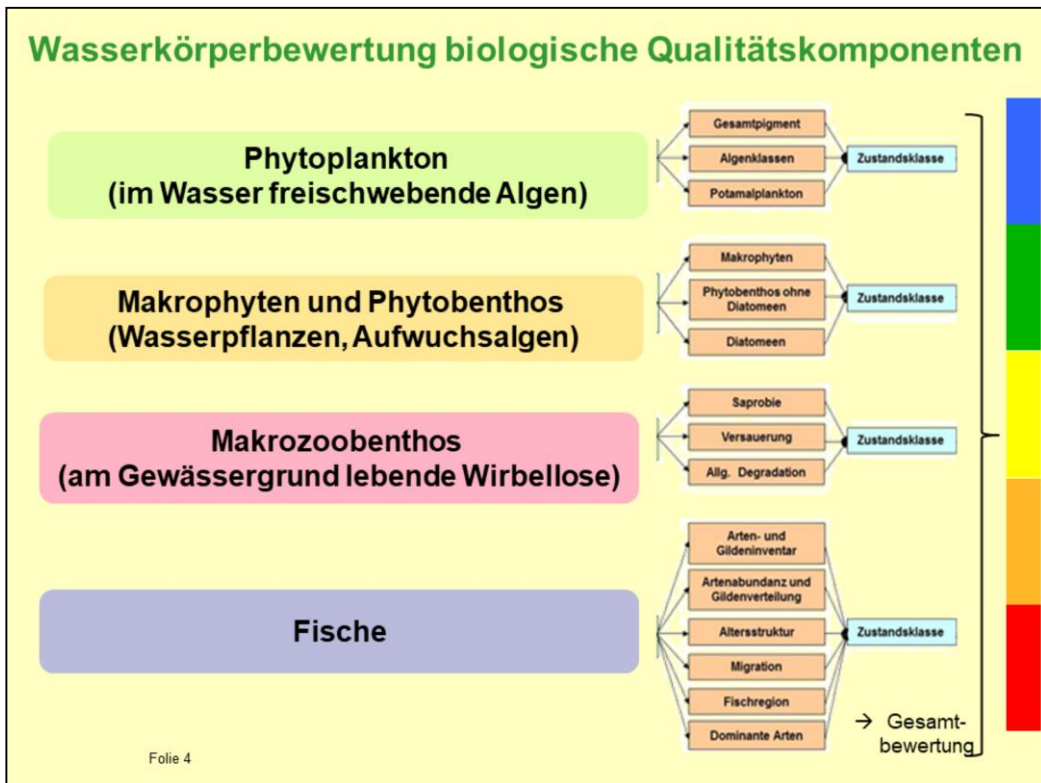 Wasserkörperbewertung biologische Qualitätskomponenten
Phytoplankton
(im Wasser freischwebende Algen)
Gesamtpigment
Algenklassen
Potamalplankton
Zustandsklasse
Makrophyten und Phytobenthos
(Wasserpflanzen, Aufwuchsalgen)
Makrophyten
Phytobenthos ohne
Diatomeen
Diatomeen
Zustandsklasse
Makrozoobenthos
(am Gewässergrund lebende Wirbellose)
Saprobie
Versauerung
Allg. Degradation
Zustandsklasse
Fische
Arten- und
Gildeninventar
Artenabundanz und
Gildenverteilung
Altersstruktur
Migration
Fischregion
Dominante Arten
Zustandsklasse
→ Gesamt-
bewertung
Folie 4